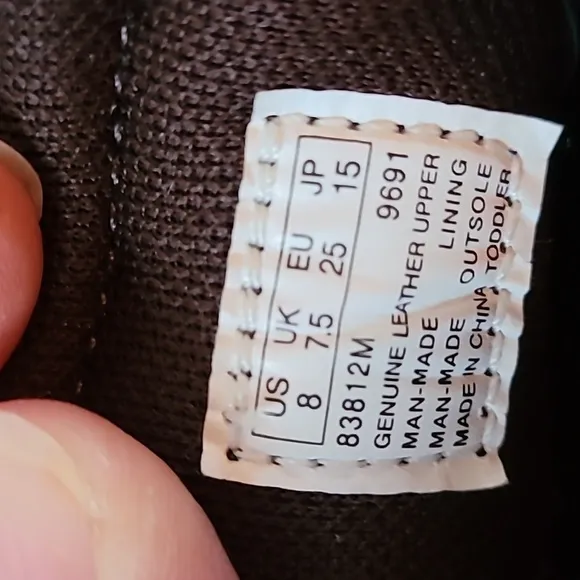 US UK EU JP
8 7.5 25 15
83812M 9691
GENUINE LEATHER UPPER
MAN-MADE LINING
MAN-MADE OUTSOLE
MADE IN CHINA TODDLER